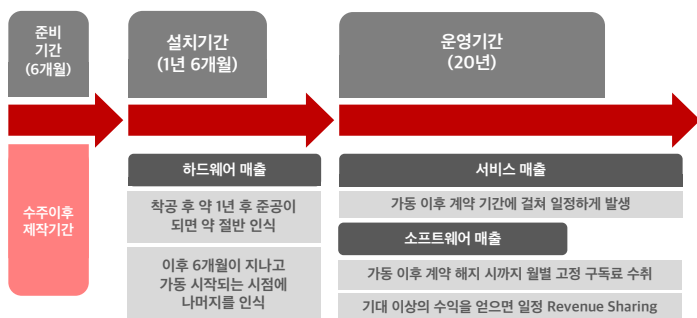 준비
기간
(6개월)
설치기간
(1년 6개월)
운영기간
(20년)
수주이후
제작기간
하드웨어 매출
착공 후 약 1년 후 준공이
되면 약 절반 인식
이후 6개월이 지나고
가동 시작되는 시점에
나머지를 인식
서비스 매출
가동 이후 계약 기간에 걸쳐 일정하게 발생
소프트웨어 매출
가동 이후 계약 해지 시까지 월별 고정 구독료 수취
기대 이상의 수익을 얻으면 일정 Revenue Sharing